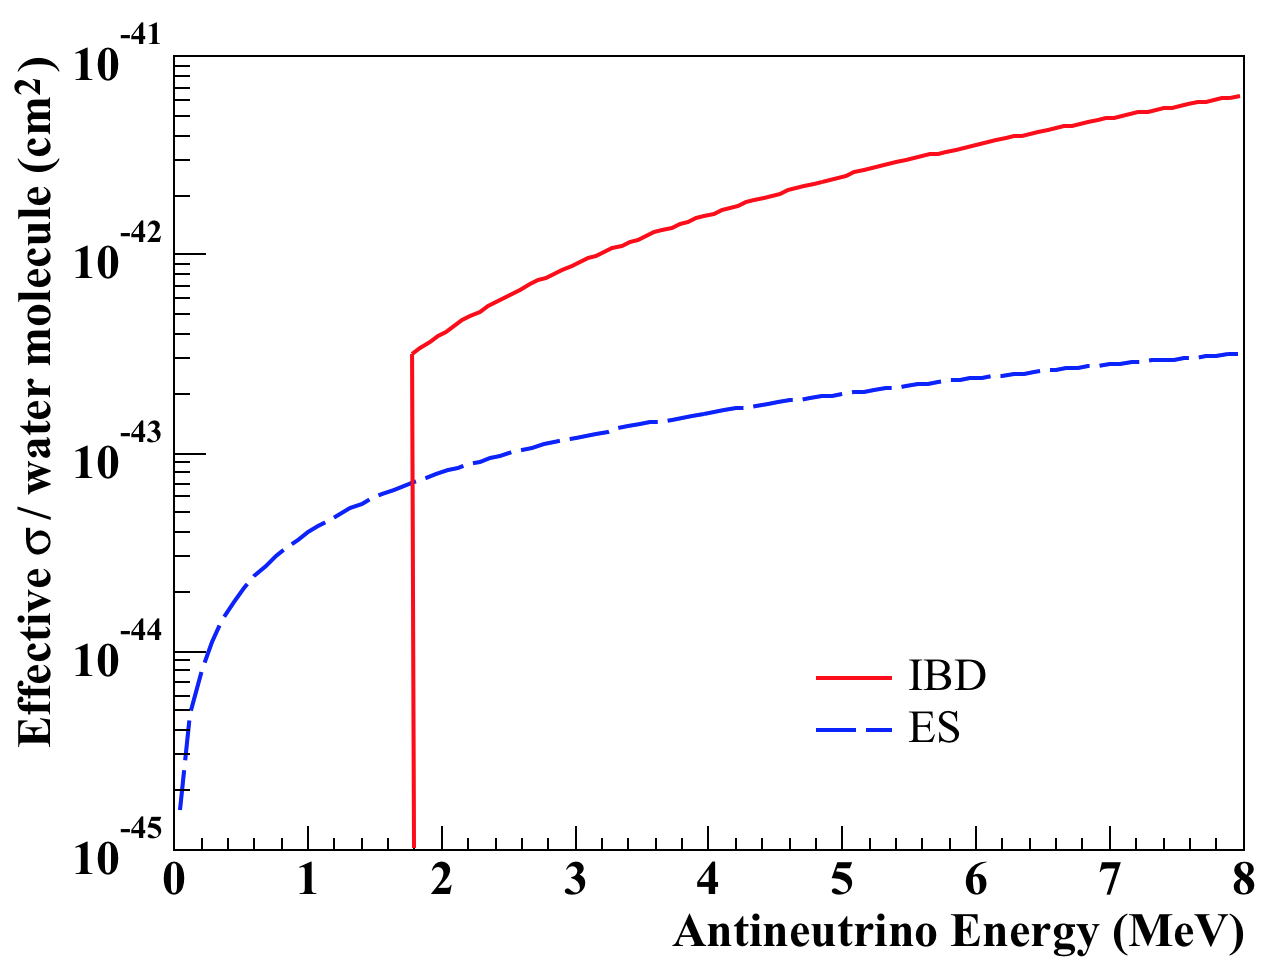 10^-41
10^-42
10^-43
10^-44
10^-45
Effective σ / water molecule (cm²)
IBD
ES
0 1 2 3 4 5 6 7 8
Antineutrino Energy (MeV)